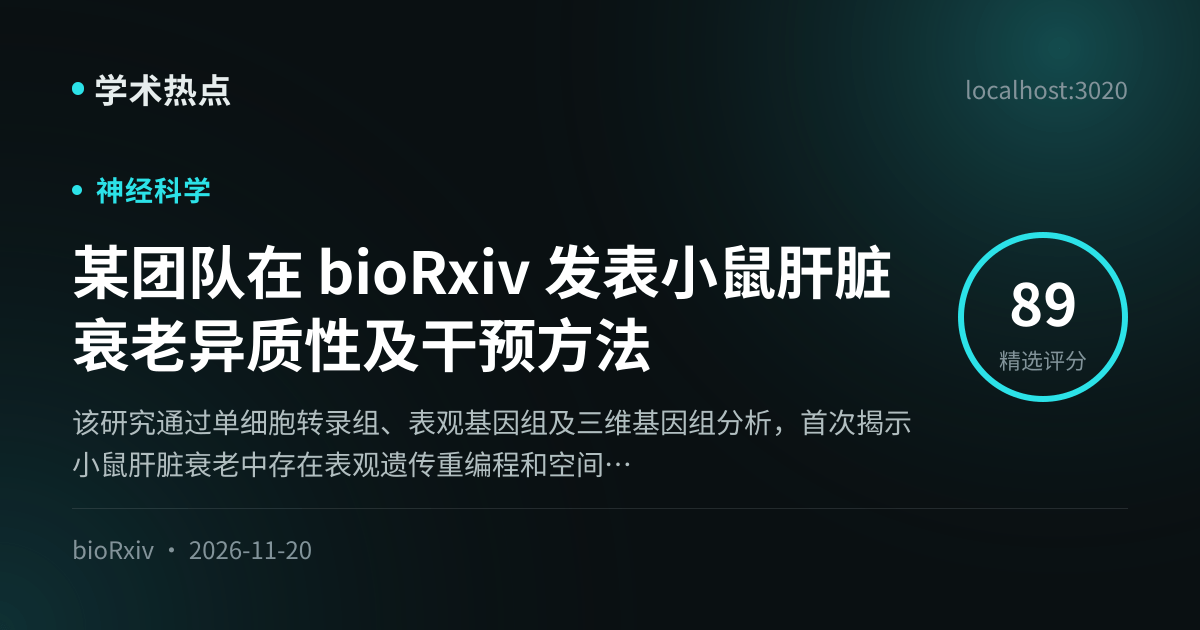 学术热点
localhost:3020
神经科学
某团队在 bioRxiv 发表小鼠肝脏
衰老异质性及干预方法
89
精选评分
该研究通过单细胞转录组、表观基因组及三维基因组分析，首次揭示
小鼠肝脏衰老中存在表观遗传重编程和空间…
bioRxiv • 2026-11-20